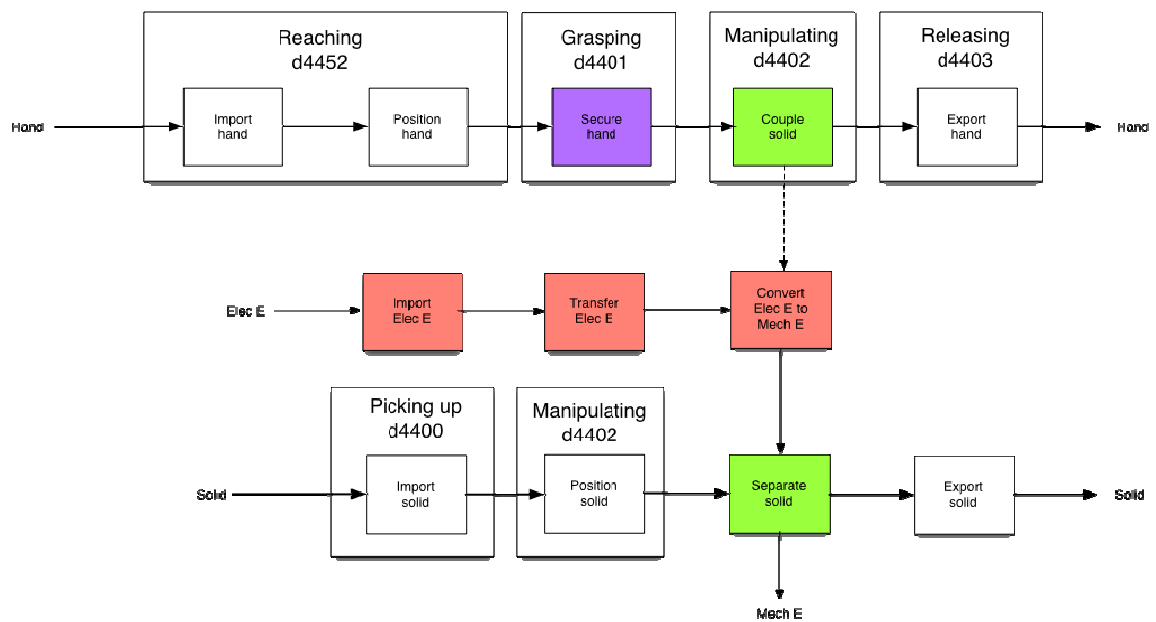 Reaching
d4452
Grasping
d4401
Manipulating
d4402
Releasing
d4403
Hand
Import
hand
Position
hand
Secure
hand
Couple
solid
Export
hand
Hand
Elec E
Import
Elec E
Transfer
Elec E
Convert
Elec E to
Mech E
Picking up
d4400
Manipulating
d4402
Solid
Import
solid
Position
solid
Separate
solid
Export
solid
Solid
Mech E